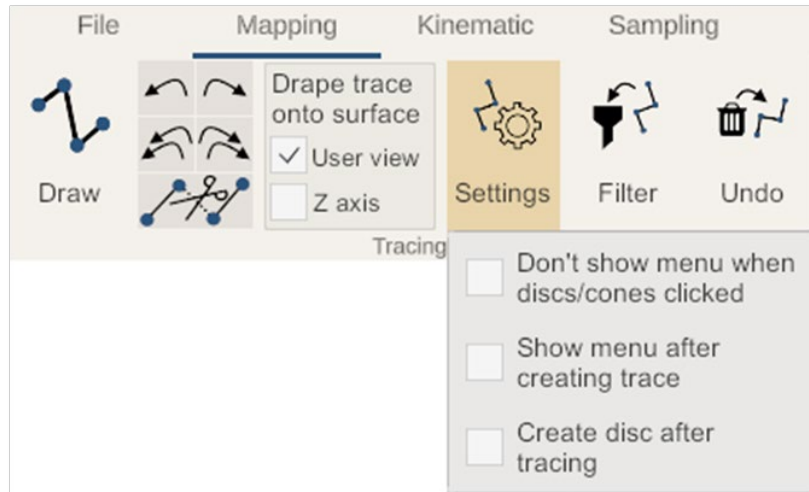 File Mapping Kinematic Sampling
Drape trace
onto surface
User view
Z axis
Draw
Settings
Filter
Undo
Tracing
Don't show menu when
discs/cones clicked
Show menu after
creating trace
Create disc after
tracing